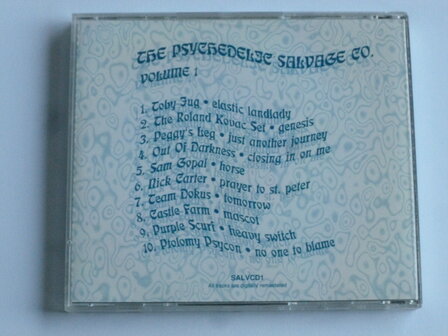 THE PSYCHEDELIC SALVAGE CO.
VOLUME 1
1. Toby Jug • elastic landlady
2. The Roland Kovac Set • genesis
3. Peggy's Leg • just another journey
4. Out Of Darkness • closing in on me
5. Sam Gopal • horse
6. Nick Carter • prayer to st. peter
7. Team Dokus • tomorrow
8. Castle Farm • mascot
9. Purple Scurf • heavy switch
10. Ptolomy Psycon • no one to blame
SALVCD1
All tracks are digitally remastered